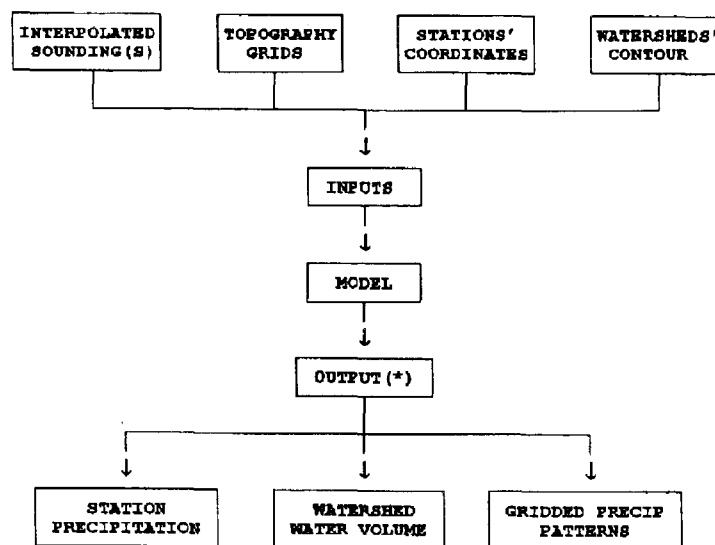 INTERPOLATED
SOUNDING(S)
TOPOGRAPHY
GRIDS
STATIONS'
COORDINATES
WATERSHEDS'
CONTOUR
INPUTS
MODEL
OUTPUT(*)
STATION
PRECIPITATION
WATERSHED
WATER VOLUME
GRIDDED PRECIP
PATTERNS